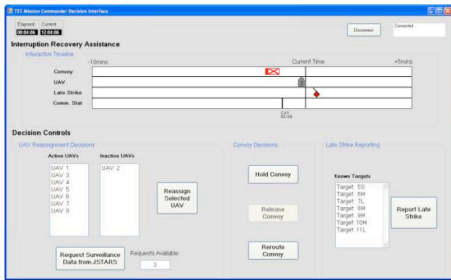 TST Mission Commander Decision Interface
Elapsed Current
00:04:06 12:04:06
Disconnect
Connected
Interruption Recovery Assistance
Interactive Timeline
-10mins Current Time +5mins
Convoy
UAV
Late Strike
Comm. Stat
Decision Controls
UAV Reassignment Decisions
Active UAVs Inactive UAVs
UAV 1
UAV 3
UAV 4
UAV 5
UAV 6
UAV 7
UAV 8
UAV 2
Reassign
Selected
UAV
Request Surveillance
Data from JSTARS
Requests Available
3
Convoy Decisions
Hold Convoy
Release
Convoy
Reroute
Convoy
Late Strike Reporting
Known Targets
Target 5S
Target 6M
Target 7L
Target 8M
Target 9H
Target 10M
Target 11L
Report Late
Strike